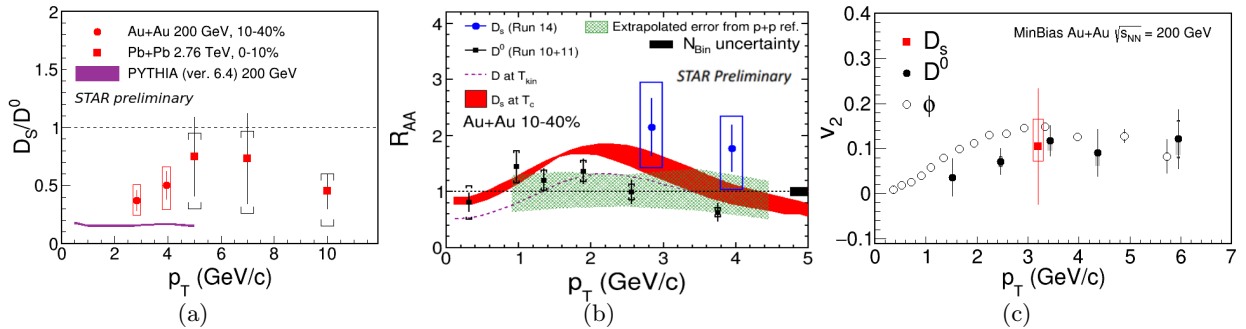 D_S/D^0
2
1.5
1
0.5
0
Au+Au 200 GeV, 10-40%
Pb+Pb 2.76 TeV, 0-10%
PYTHIA (ver. 6.4) 200 GeV
STAR preliminary
0 2 4 6 8 10
p_T (GeV/c)
(a)
R_AA
4
3
2
1
0
D_s (Run 14)
D^0 (Run 10+11)
D at T_kin
D_s at T_c
Au+Au 10-40%
Extrapolated error from p+p ref.
N_Bin uncertainty
STAR Preliminary
0 1 2 3 4 5
p_T (GeV/c)
(b)
v_2
0.4
0.3
0.2
0.1
0
−0.1
MinBias Au+Au √s_NN = 200 GeV
D_s
D^0
ϕ
0 1 2 3 4 5 6 7
p_T (GeV/c)
(c)